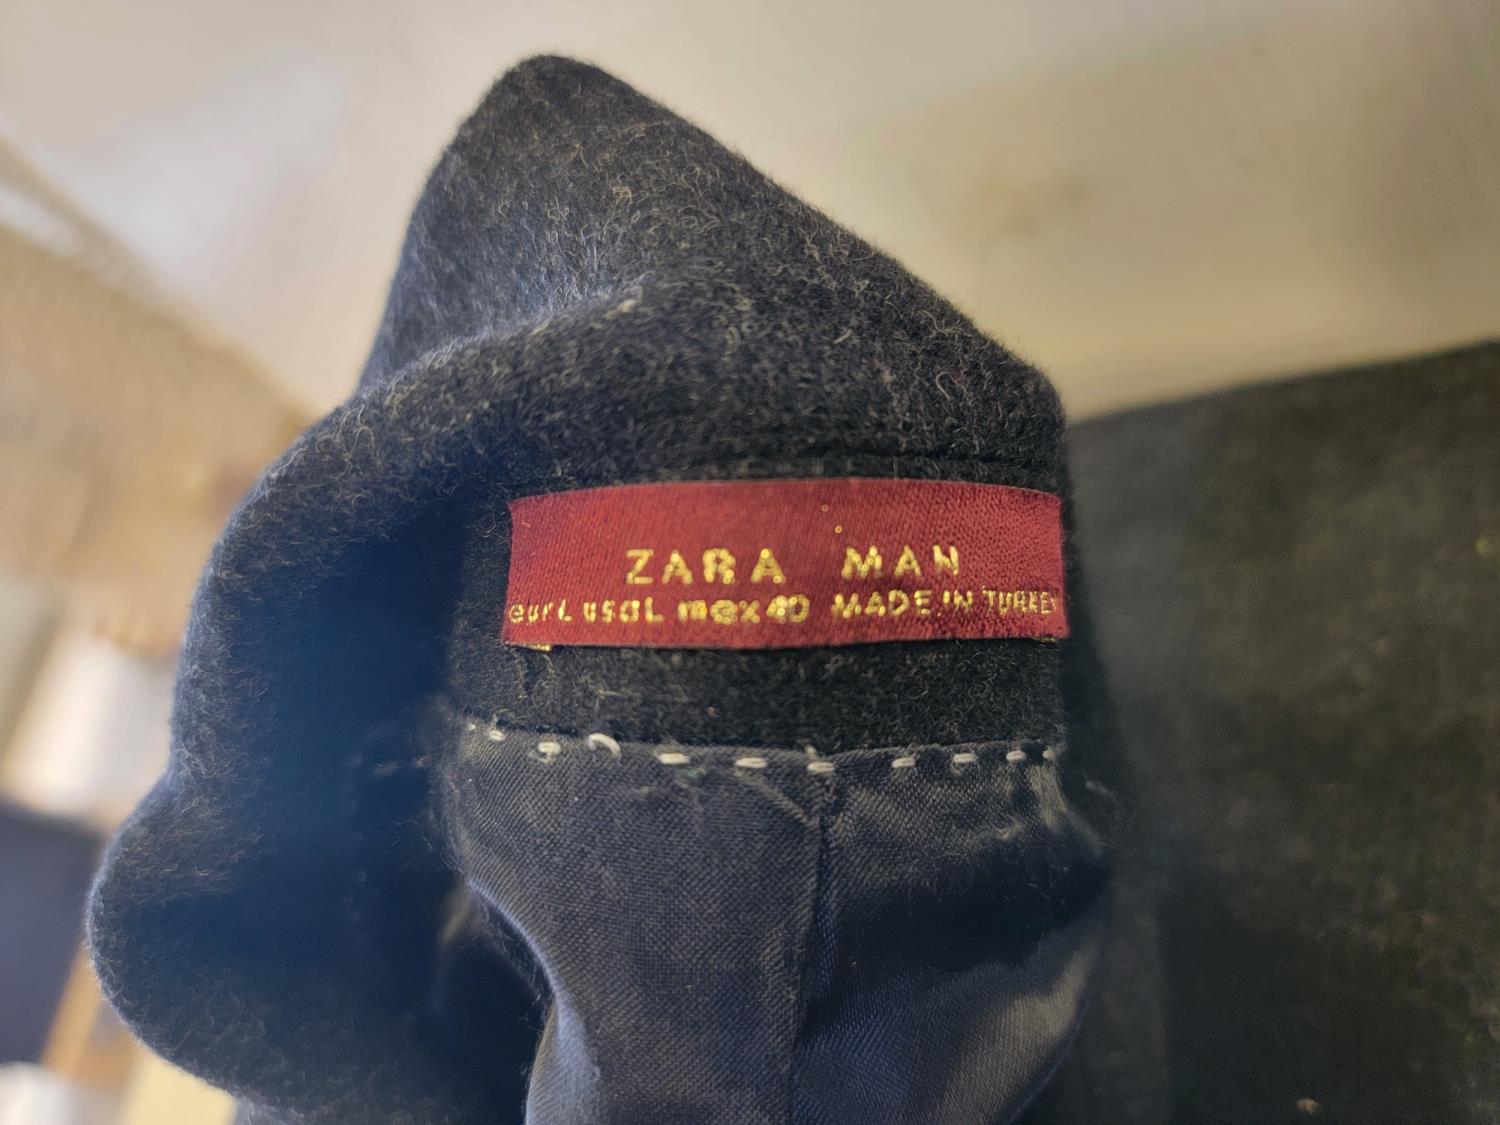 ZARA MAN
eur L usa L mex 40 MADE IN TURKEY